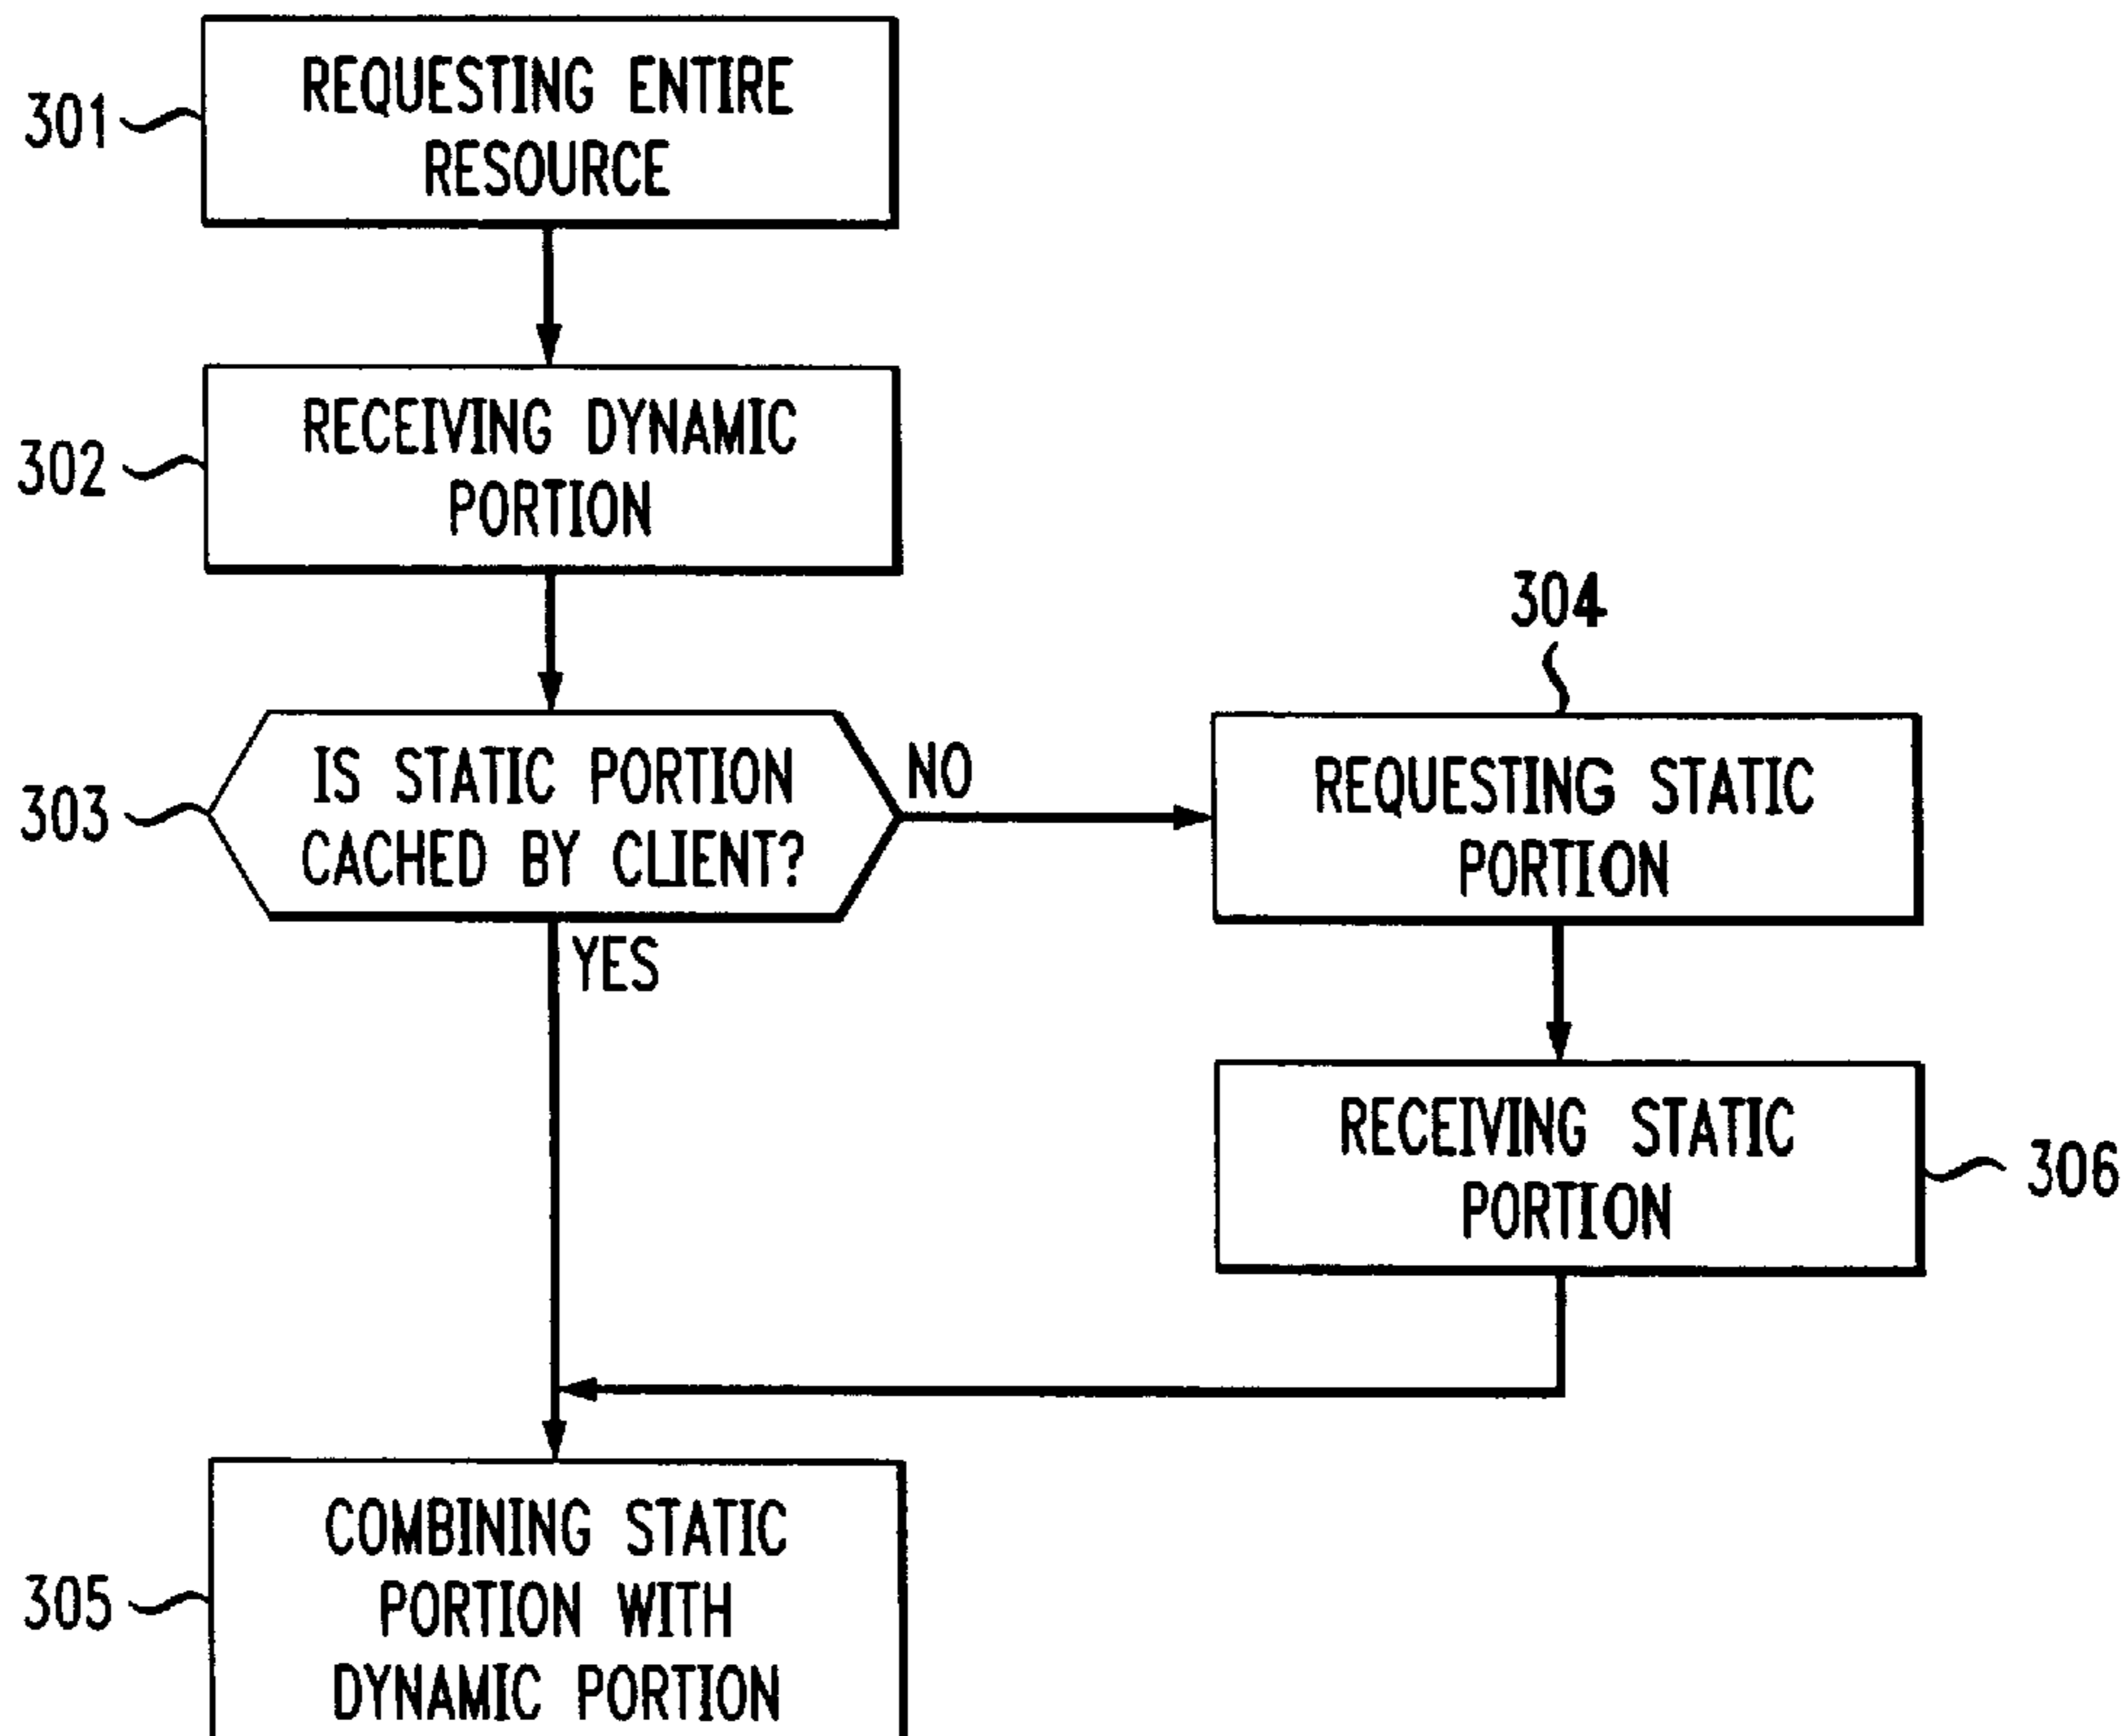 301
REQUESTING ENTIRE
RESOURCE
302
RECEIVING DYNAMIC
PORTION
303
IS STATIC PORTION
CACHED BY CLIENT?
NO
YES
304
REQUESTING STATIC
PORTION
RECEIVING STATIC
PORTION
306
305
COMBINING STATIC
PORTION WITH
DYNAMIC PORTION